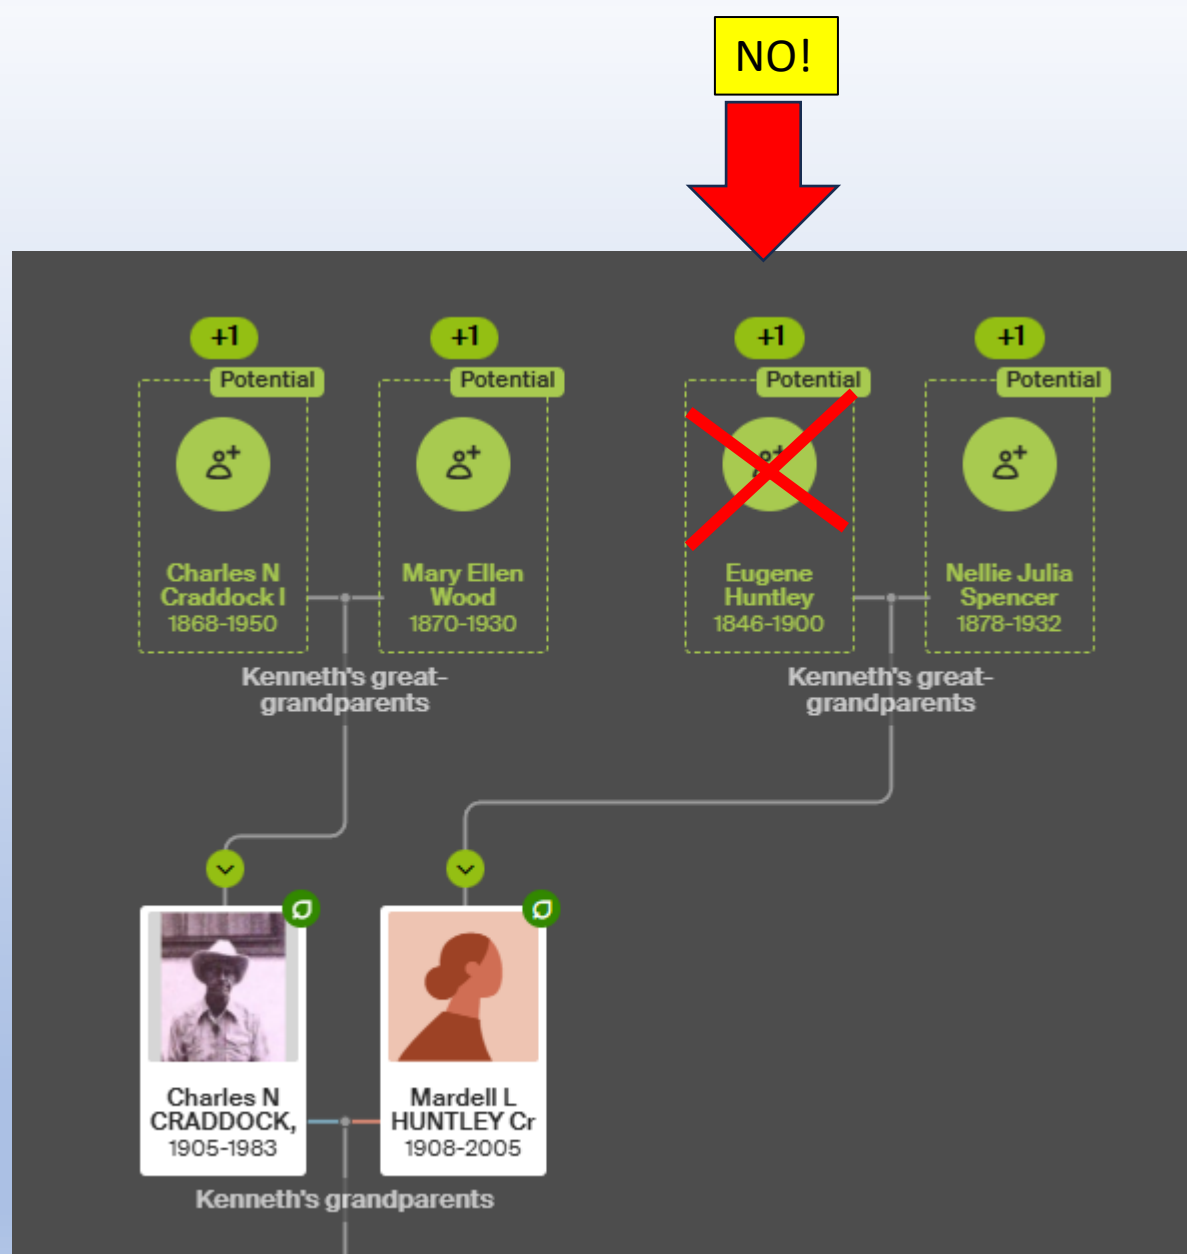 NO!
+1
+1
+1
+1
Potential
Potential
Potential
Potential
Charles N
Craddock I
1868-1950
Mary Ellen
Wood
1870-1930
Eugene
Huntley
1846-1900
Nellie Julia
Spencer
1878-1932
Kenneth's great-
grandparents
Kenneth's great-
grandparents
Charles N
CRADDOCK,
1905-1983
Mardell L
HUNTLEY Cr
1908-2005
Kenneth's grandparents